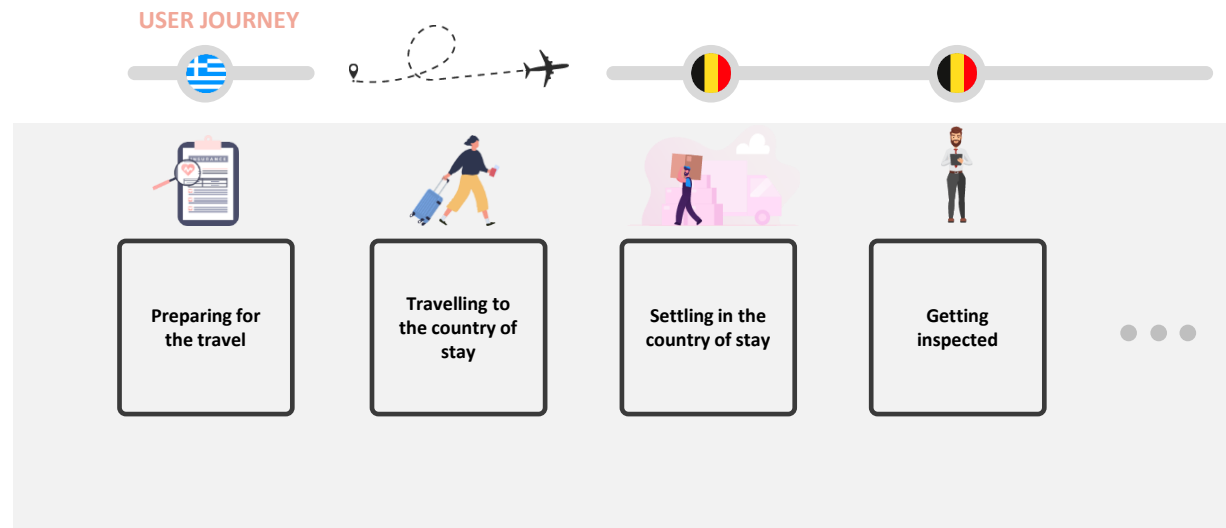 USER JOURNEY
INSURANCE
Preparing for
the travel
Travelling to
the country of
stay
Settling in the
country of stay
Getting
inspected